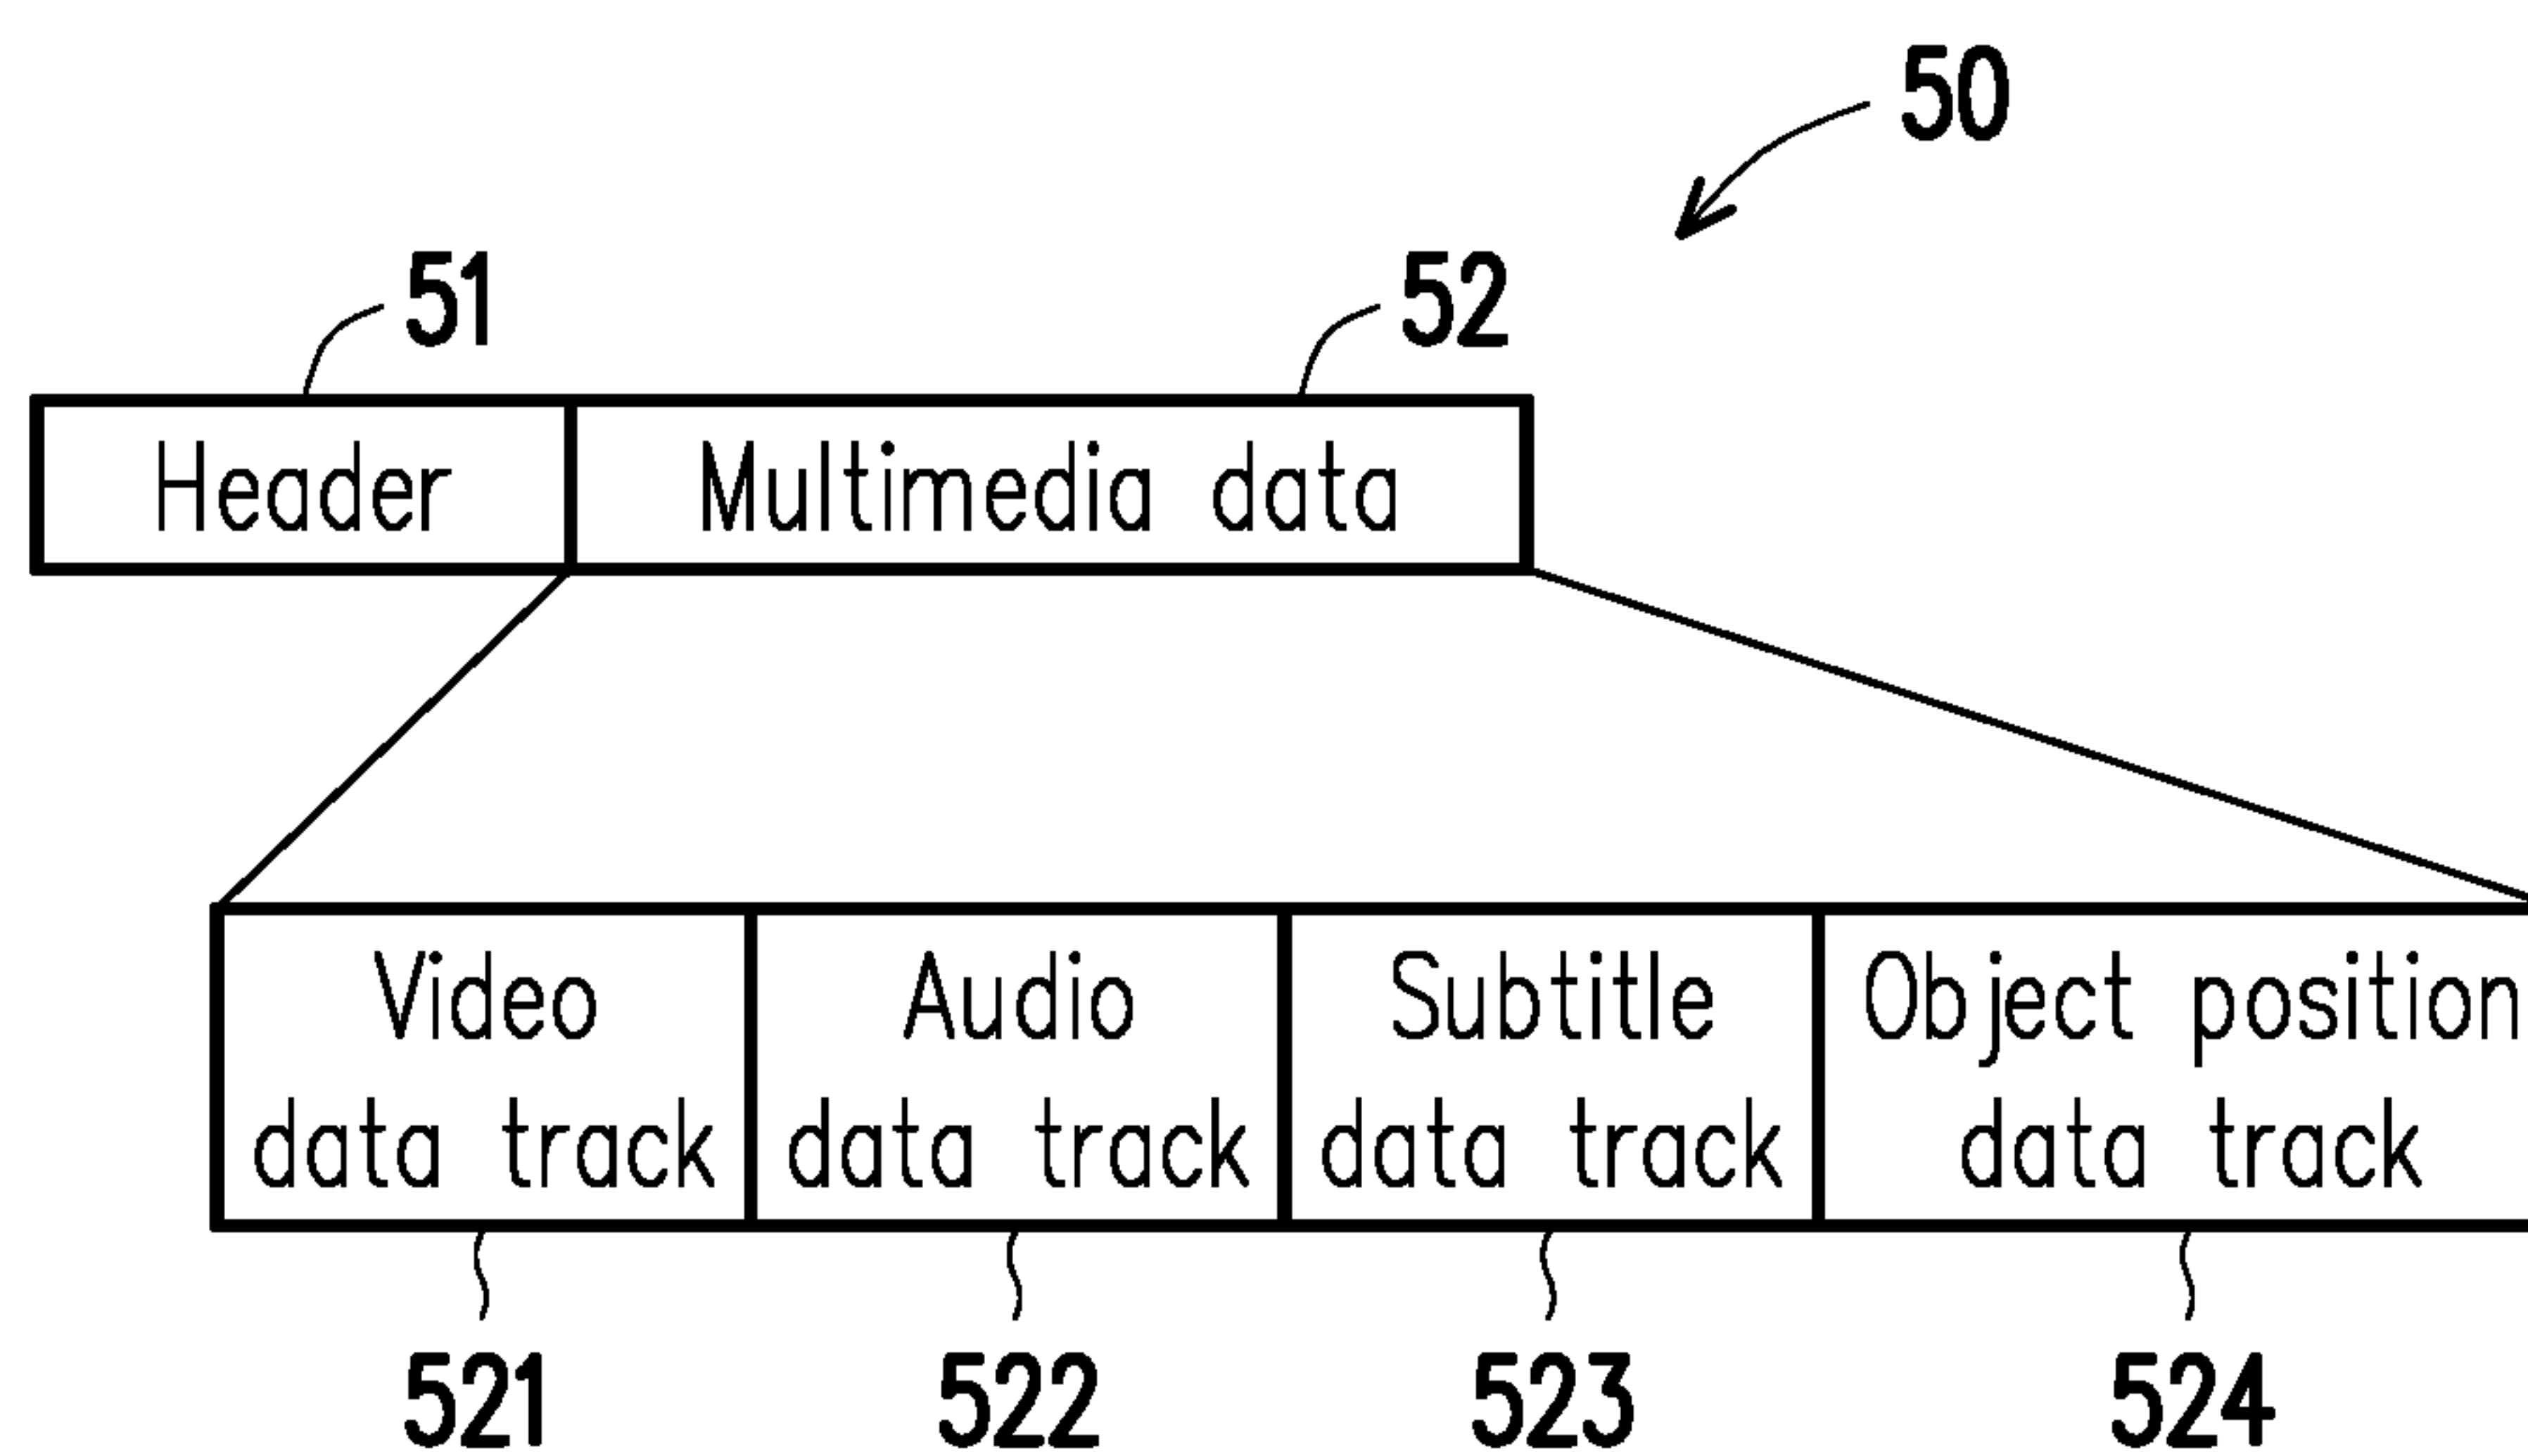 50
51
52
Header
Multimedia data
Video
data track
Audio
data track
Subtitle
data track
Object position
data track
521
522
523
524